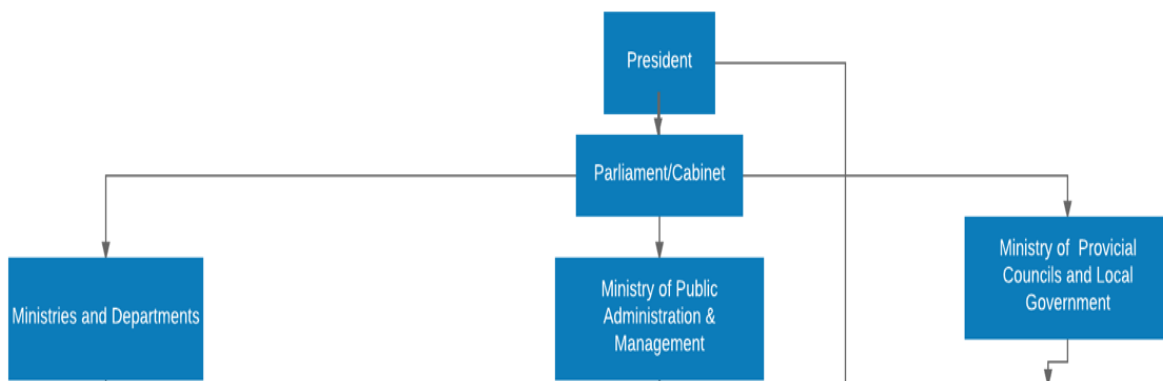 President
Parliament/Cabinet
Ministry of Provicial
Councils and Local
Government
Ministries and Departments
Ministry of Public
Administration &
Management